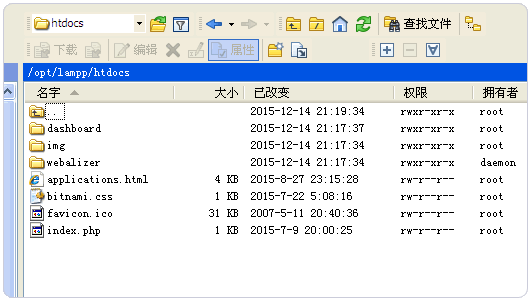 htdocs 查找文件
下载 编辑 属性
/opt/lampp/htdocs
名字 大小 已改变 权限 拥有者
.. 2015-12-14 21:19:34 rwxr-xr-x root
dashboard 2015-12-14 21:17:37 rwxr-xr-x root
img 2015-12-14 21:17:34 rwxr-xr-x root
webalizer 2015-12-14 21:17:34 rwxr-xr-x daemon
applications.html 4 KB 2015-8-27 23:15:28 rw-r--r-- root
bitnami.css 1 KB 2015-7-22 5:08:16 rw-r--r-- root
favicon.ico 31 KB 2007-5-11 20:40:36 rw-r--r-- root
index.php 1 KB 2015-7-9 20:00:25 rw-r--r-- root